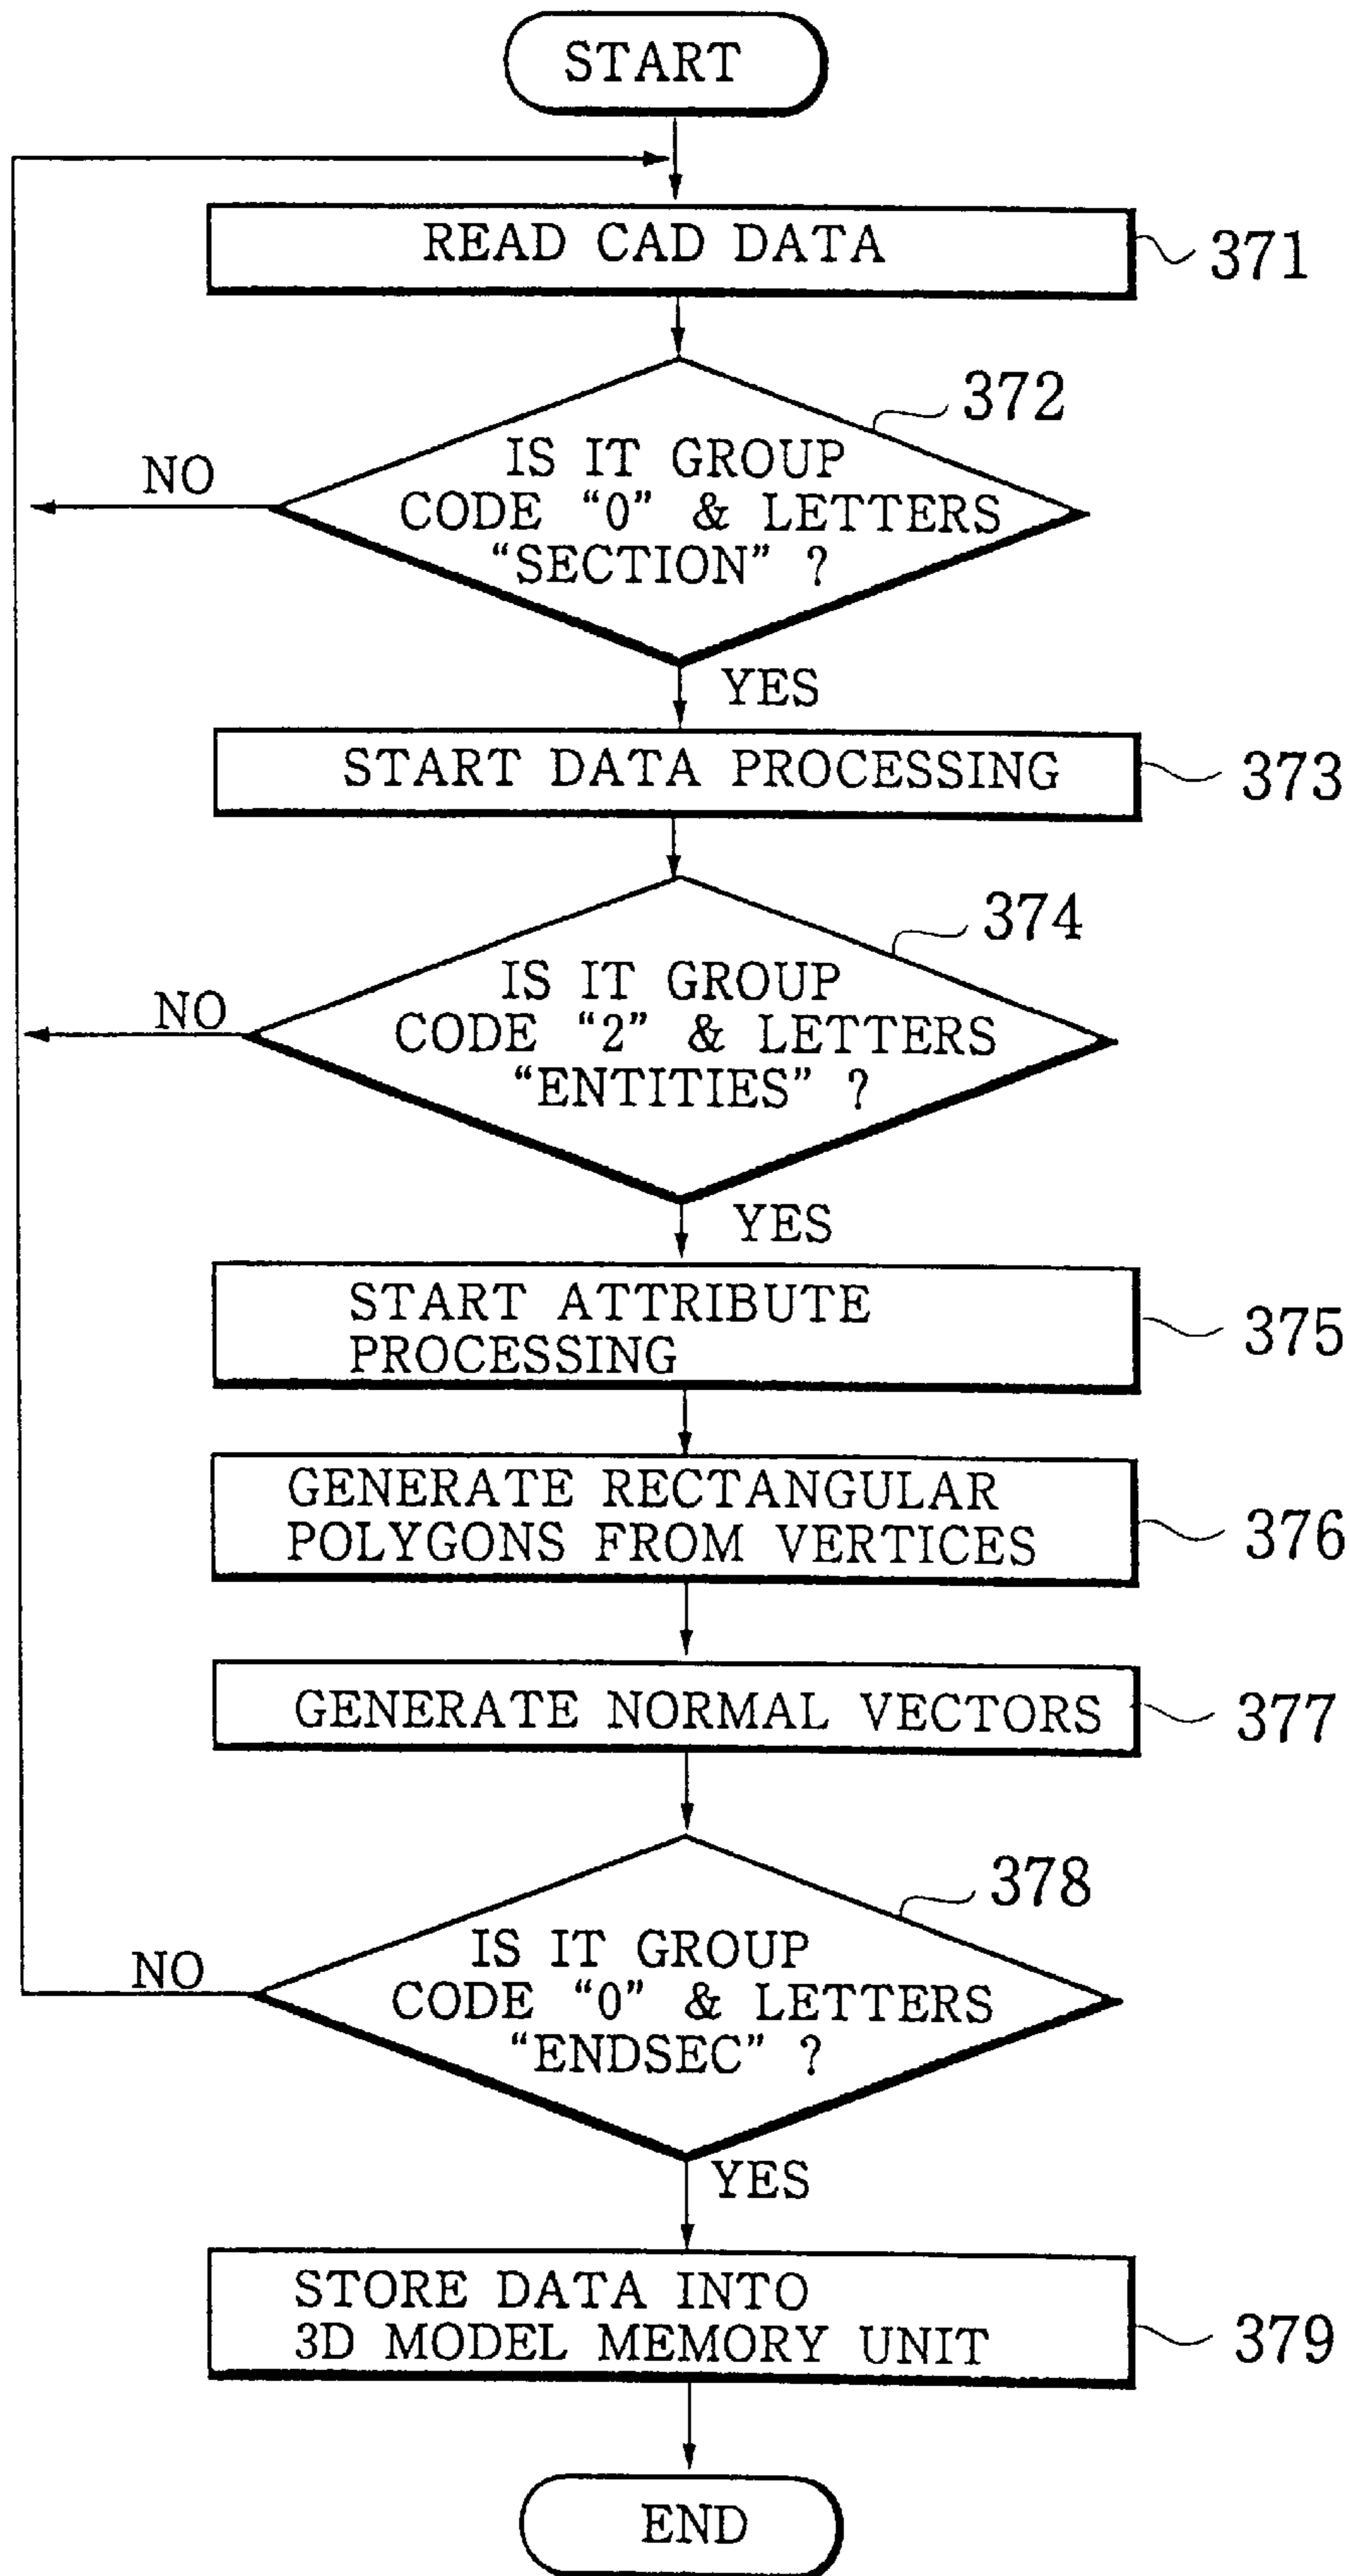 START
READ CAD DATA
371
372
IS IT GROUP
CODE “0” & LETTERS
“SECTION” ?
NO
YES
START DATA PROCESSING
373
374
IS IT GROUP
CODE “2” & LETTERS
“ENTITIES” ?
NO
YES
START ATTRIBUTE
PROCESSING
375
GENERATE RECTANGULAR
POLYGONS FROM VERTICES
376
GENERATE NORMAL VECTORS
377
378
IS IT GROUP
CODE “0” & LETTERS
“ENDSEC” ?
NO
YES
STORE DATA INTO
3D MODEL MEMORY UNIT
379
END